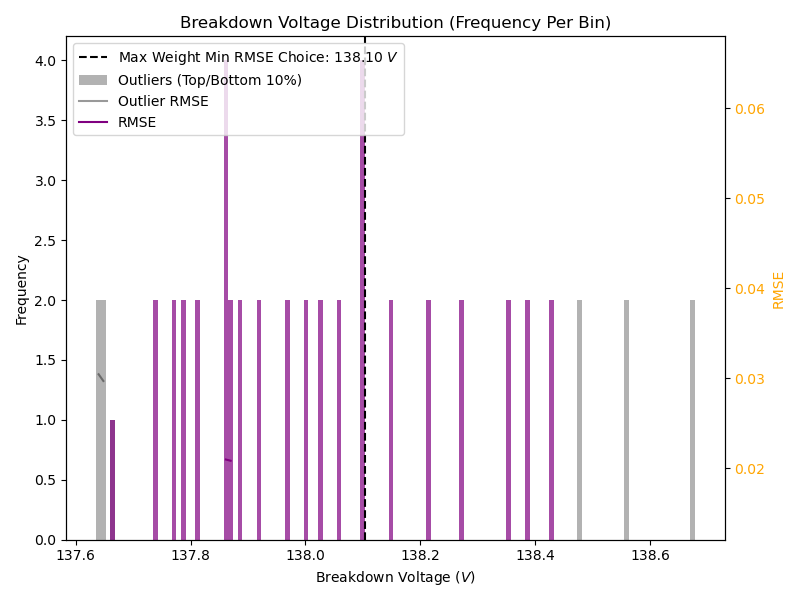 Breakdown Voltage Distribution (Frequency Per Bin)
Max Weight Min RMSE Choice: 138.10 V
Outliers (Top/Bottom 10%)
Outlier RMSE
RMSE
4.0
3.5
3.0
2.5
2.0
1.5
1.0
0.5
0.0
Frequency
0.06
0.05
0.04
0.03
0.02
RMSE
137.6 137.8 138.0 138.2 138.4 138.6
Breakdown Voltage (V)